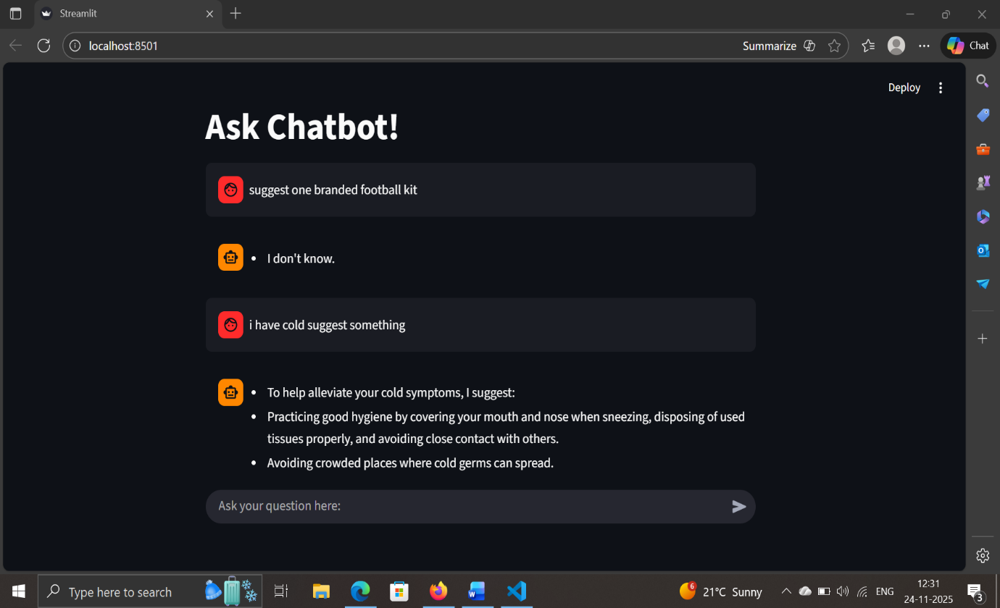 Streamlit
localhost:8501
Summarize
Chat
Deploy
Ask Chatbot!
suggest one branded football kit
• I don't know.
i have cold suggest something
• To help alleviate your cold symptoms, I suggest:
• Practicing good hygiene by covering your mouth and nose when sneezing, disposing of used
tissues properly, and avoiding close contact with others.
• Avoiding crowded places where cold germs can spread.
Ask your question here:
Type here to search
6
21°C Sunny
ENG
12:31
24-11-2025
3